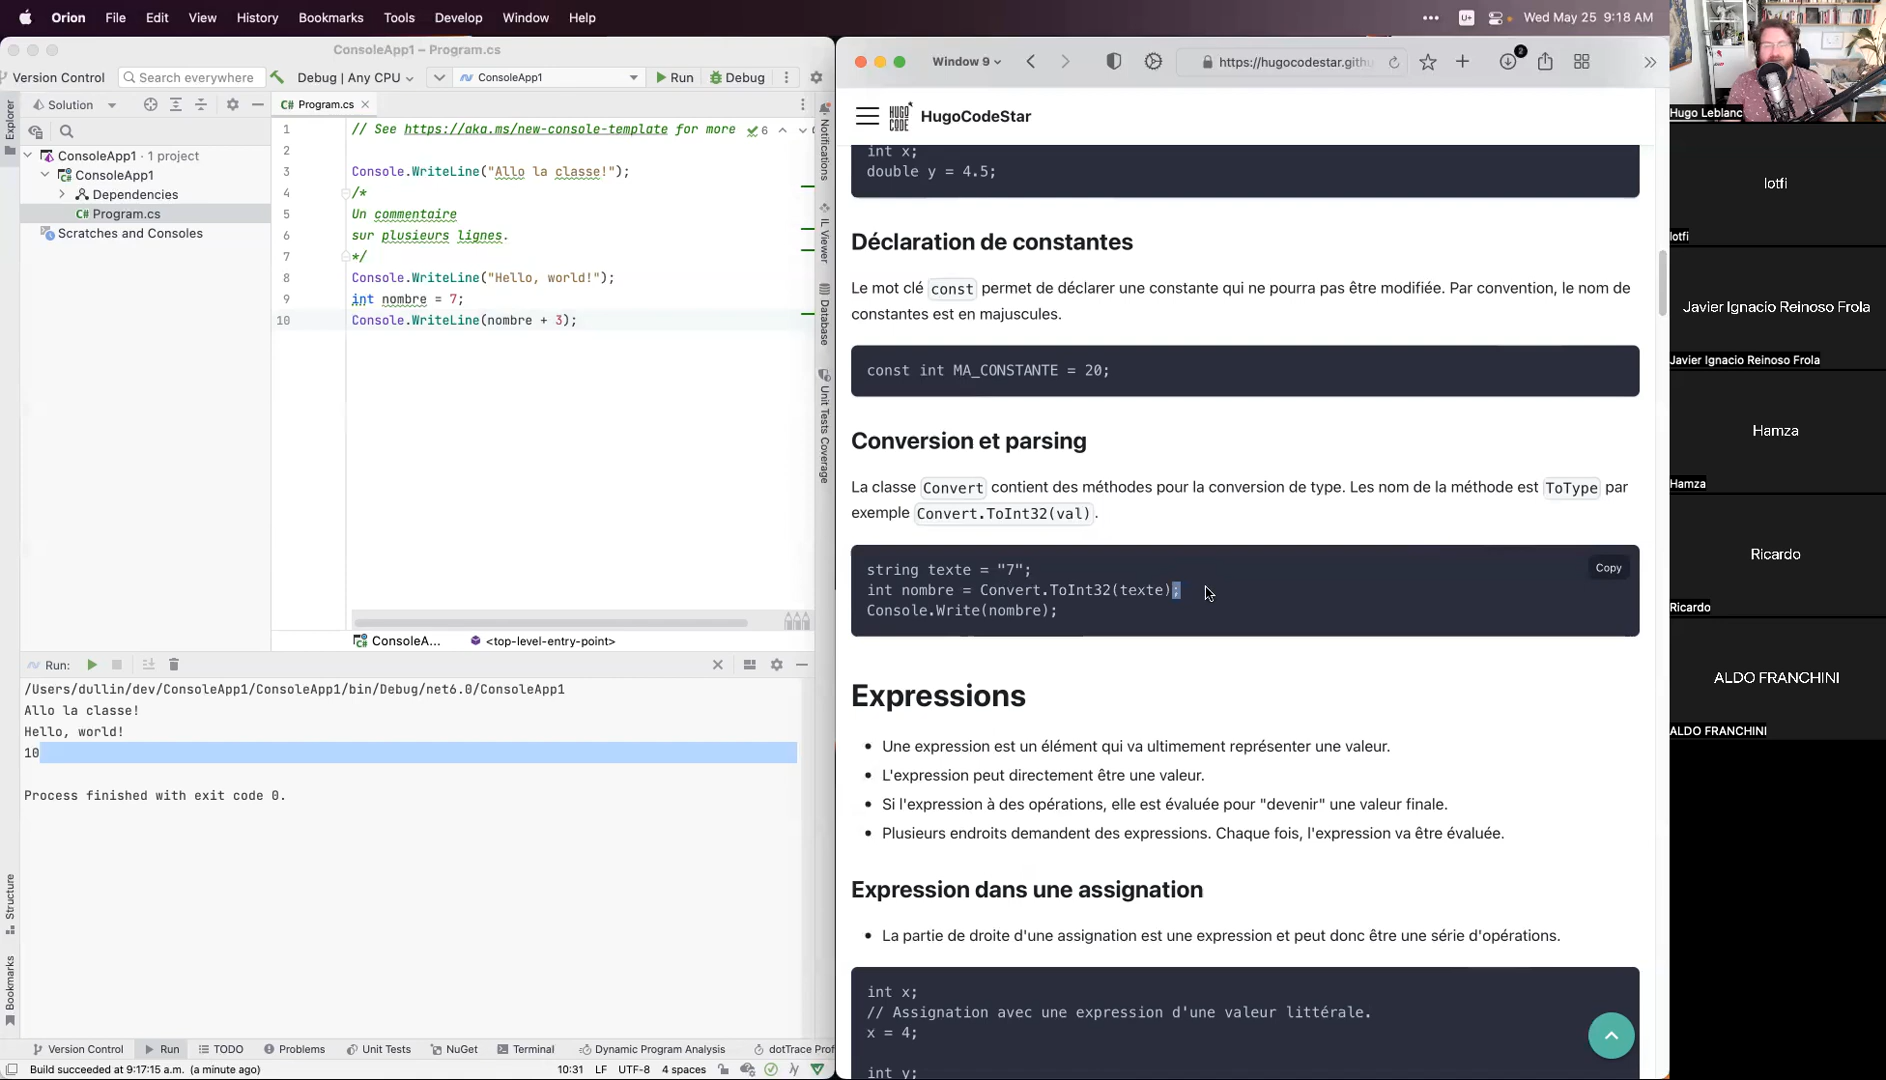 Orion File Edit View History Bookmarks Tools Develop Window Help
Wed May 25 9:18 AM
ConsoleApp1 – Program.cs
Version Control
Search everywhere
Debug | Any CPU
ConsoleApp1
Run
Debug
Solution
Program.cs
ConsoleApp1 · 1 project
ConsoleApp1
Dependencies
C# Program.cs
Scratches and Consoles
Explorer
Structure
Bookmarks
1 // See https://aka.ms/new-console-template for more
6
2
3 Console.WriteLine("Allo la classe!");
4 /*
5 Un commentaire
6 sur plusieurs lignes.
7 */
8 Console.WriteLine("Hello, world!");
9 int nombre = 7;
10 Console.WriteLine(nombre + 3);
Notifications
IL Viewer
Database
Unit Tests Coverage
ConsoleA...
<top-level-entry-point>
Run:
/Users/dullin/dev/ConsoleApp1/ConsoleApp1/bin/Debug/net6.0/ConsoleApp1
Allo la classe!
Hello, world!
10
Process finished with exit code 0.
Version Control Run TODO Problems Unit Tests NuGet Terminal Dynamic Program Analysis dotTrace Prof
Build succeeded at 9:17:15 a.m. (a minute ago)
10:31 LF UTF-8 4 spaces
Window 9
https://hugocodestar.githu
2
HUGO CODE
HugoCodeStar
int x;
double y = 4.5;
Déclaration de constantes
Le mot clé const permet de déclarer une constante qui ne pourra pas être modifiée. Par convention, le nom de
constantes est en majuscules.
const int MA_CONSTANTE = 20;
Conversion et parsing
La classe Convert contient des méthodes pour la conversion de type. Les nom de la méthode est ToType par
exemple Convert.ToInt32(val).
string texte = "7";
int nombre = Convert.ToInt32(texte);
Console.Write(nombre);
Copy
Expressions
• Une expression est un élément qui va ultimement représenter une valeur.
• L'expression peut directement être une valeur.
• Si l'expression à des opérations, elle est évaluée pour "devenir" une valeur finale.
• Plusieurs endroits demandent des expressions. Chaque fois, l'expression va être évaluée.
Expression dans une assignation
• La partie de droite d'une assignation est une expression et peut donc être une série d'opérations.
int x;
// Assignation avec une expression d'une valeur littérale.
x = 4;
int y;
Hugo Leblanc
lotfi
lotfi
Javier Ignacio Reinoso Frola
Javier Ignacio Reinoso Frola
Hamza
Hamza
Ricardo
Ricardo
ALDO FRANCHINI
ALDO FRANCHINI